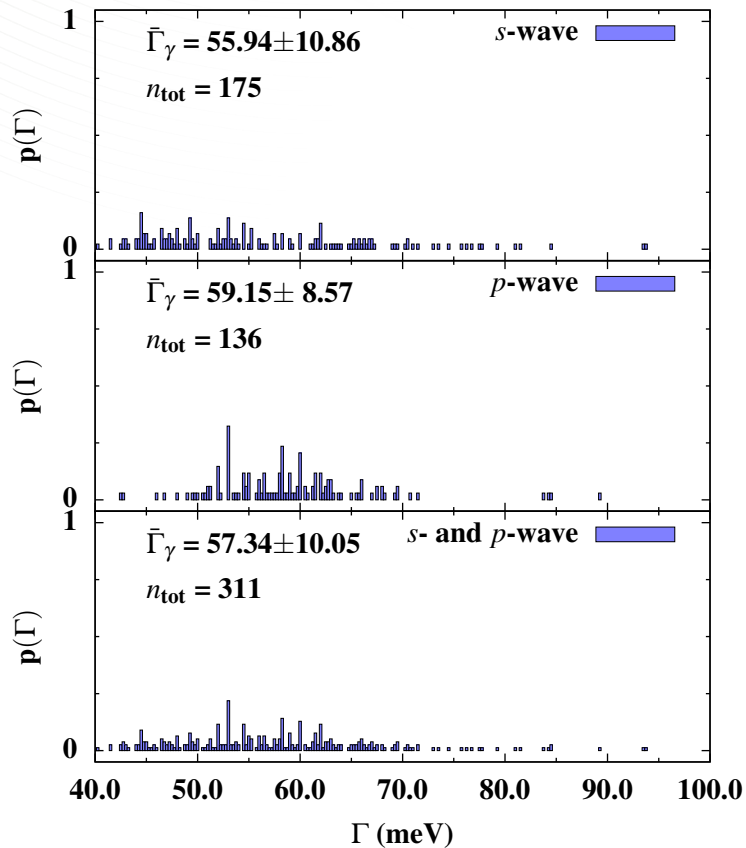 1
Γ̄γ = 55.94±10.86
s-wave
ntot = 175
p(Γ)
0
1
Γ̄γ = 59.15± 8.57
p-wave
ntot = 136
p(Γ)
0
1
Γ̄γ = 57.34±10.05
s- and p-wave
ntot = 311
p(Γ)
0
40.0 50.0 60.0 70.0 80.0 90.0 100.0
Γ (meV)